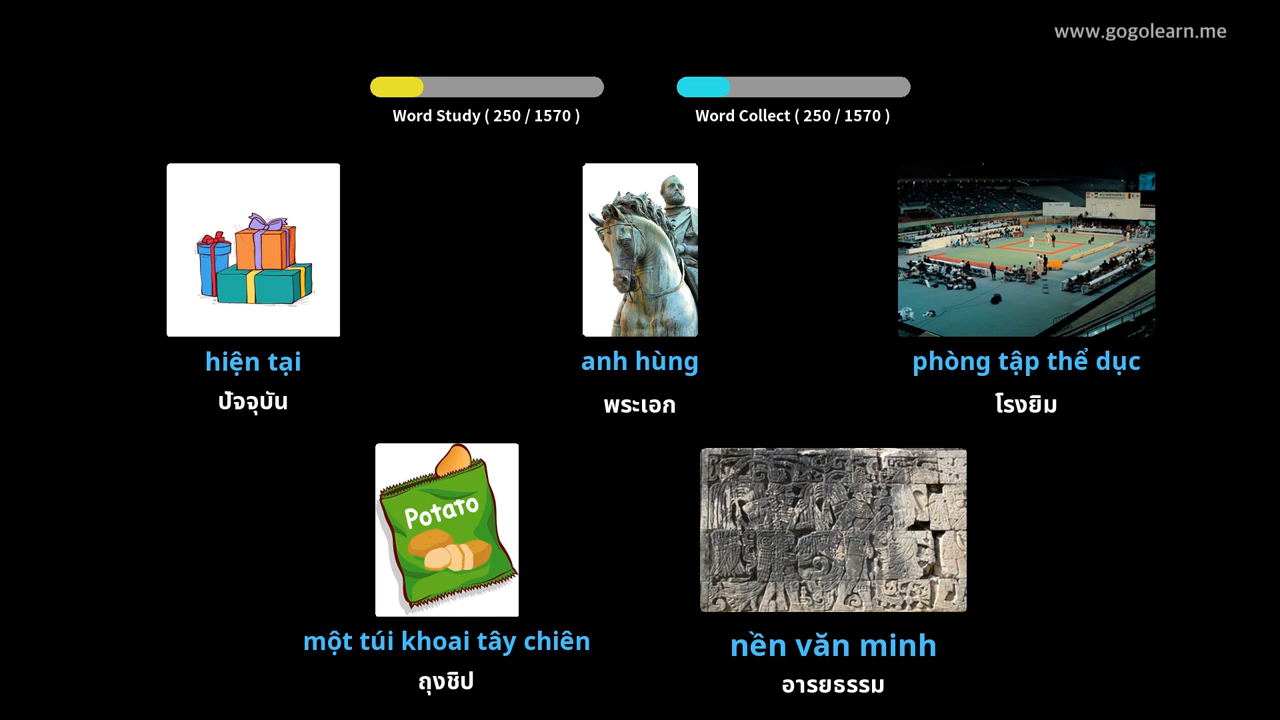 www.gogolearn.me
Word Study ( 250 / 1570 )
Word Collect ( 250 / 1570 )
hiện tại
ปัจจุบัน
anh hùng
พระเอก
phòng tập thể dục
โรงยิม
Potato
một túi khoai tây chiên
ถุงชิป
nền văn minh
อารยธรรม